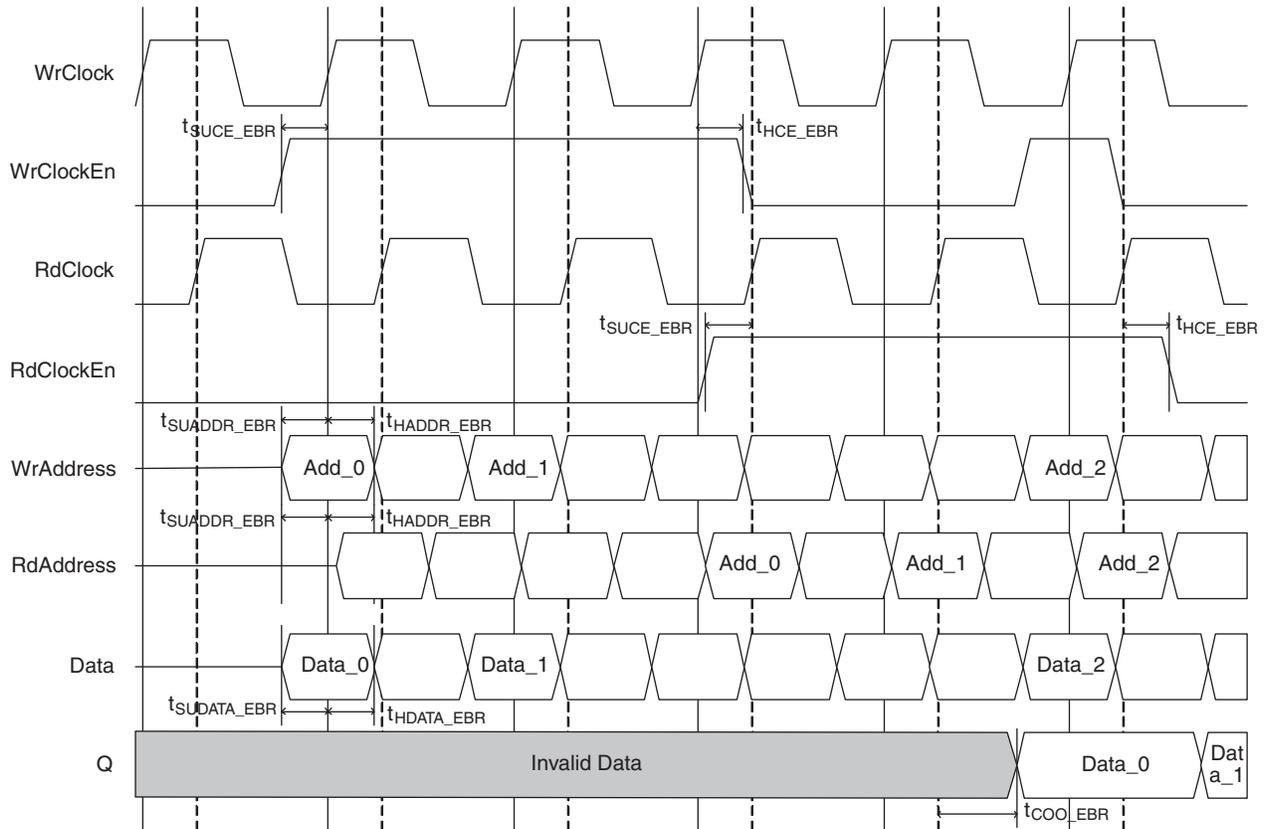 WrClock
tSUCE_EBR
tHCE_EBR
WrClockEn
RdClock
tSUCE_EBR
tHCE_EBR
RdClockEn
tSUADDR_EBR
tHADDR_EBR
WrAddress
Add_0
Add_1
Add_2
tSUADDR_EBR
tHADDR_EBR
RdAddress
Add_0
Add_1
Add_2
Data
Data_0
Data_1
Data_2
tSUDATA_EBR
tHDATA_EBR
Q
Invalid Data
Data_0
Dat
a_1
tCOO_EBR